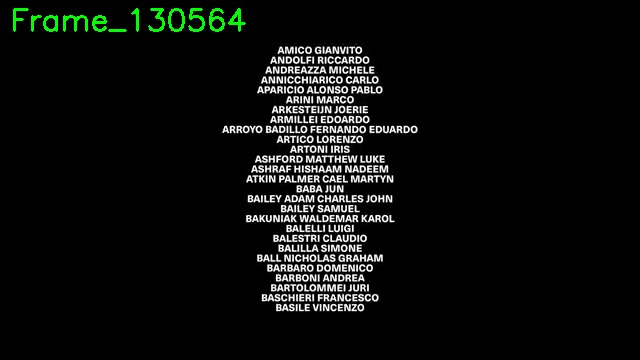 Frame_130564
AMICO GIANVITO
ANDOLFI RICCARDO
ANDREAZZA MICHELE
ANNICCHIARICO CARLO
APARICIO ALONSO PABLO
ARINI MARCO
ARKESTEIJN JOERIE
ARMILLEI EDOARDO
ARROYO BADILLO FERNANDO EDUARDO
ARTICO LORENZO
ARTONI IRIS
ASHFORD MATTHEW LUKE
ASHRAF HISHAAM NADEEM
ATKIN PALMER CAEL MARTYN
BABA JUN
BAILEY ADAM CHARLES JOHN
BAILEY SAMUEL
BAKUNIAK WALDEMAR KAROL
BALELLI LUIGI
BALESTRI CLAUDIO
BALILLA SIMONE
BALL NICHOLAS GRAHAM
BARBARO DOMENICO
BARBONI ANDREA
BARTOLOMMEI JURI
BASCHIERI FRANCESCO
BASILE VINCENZO